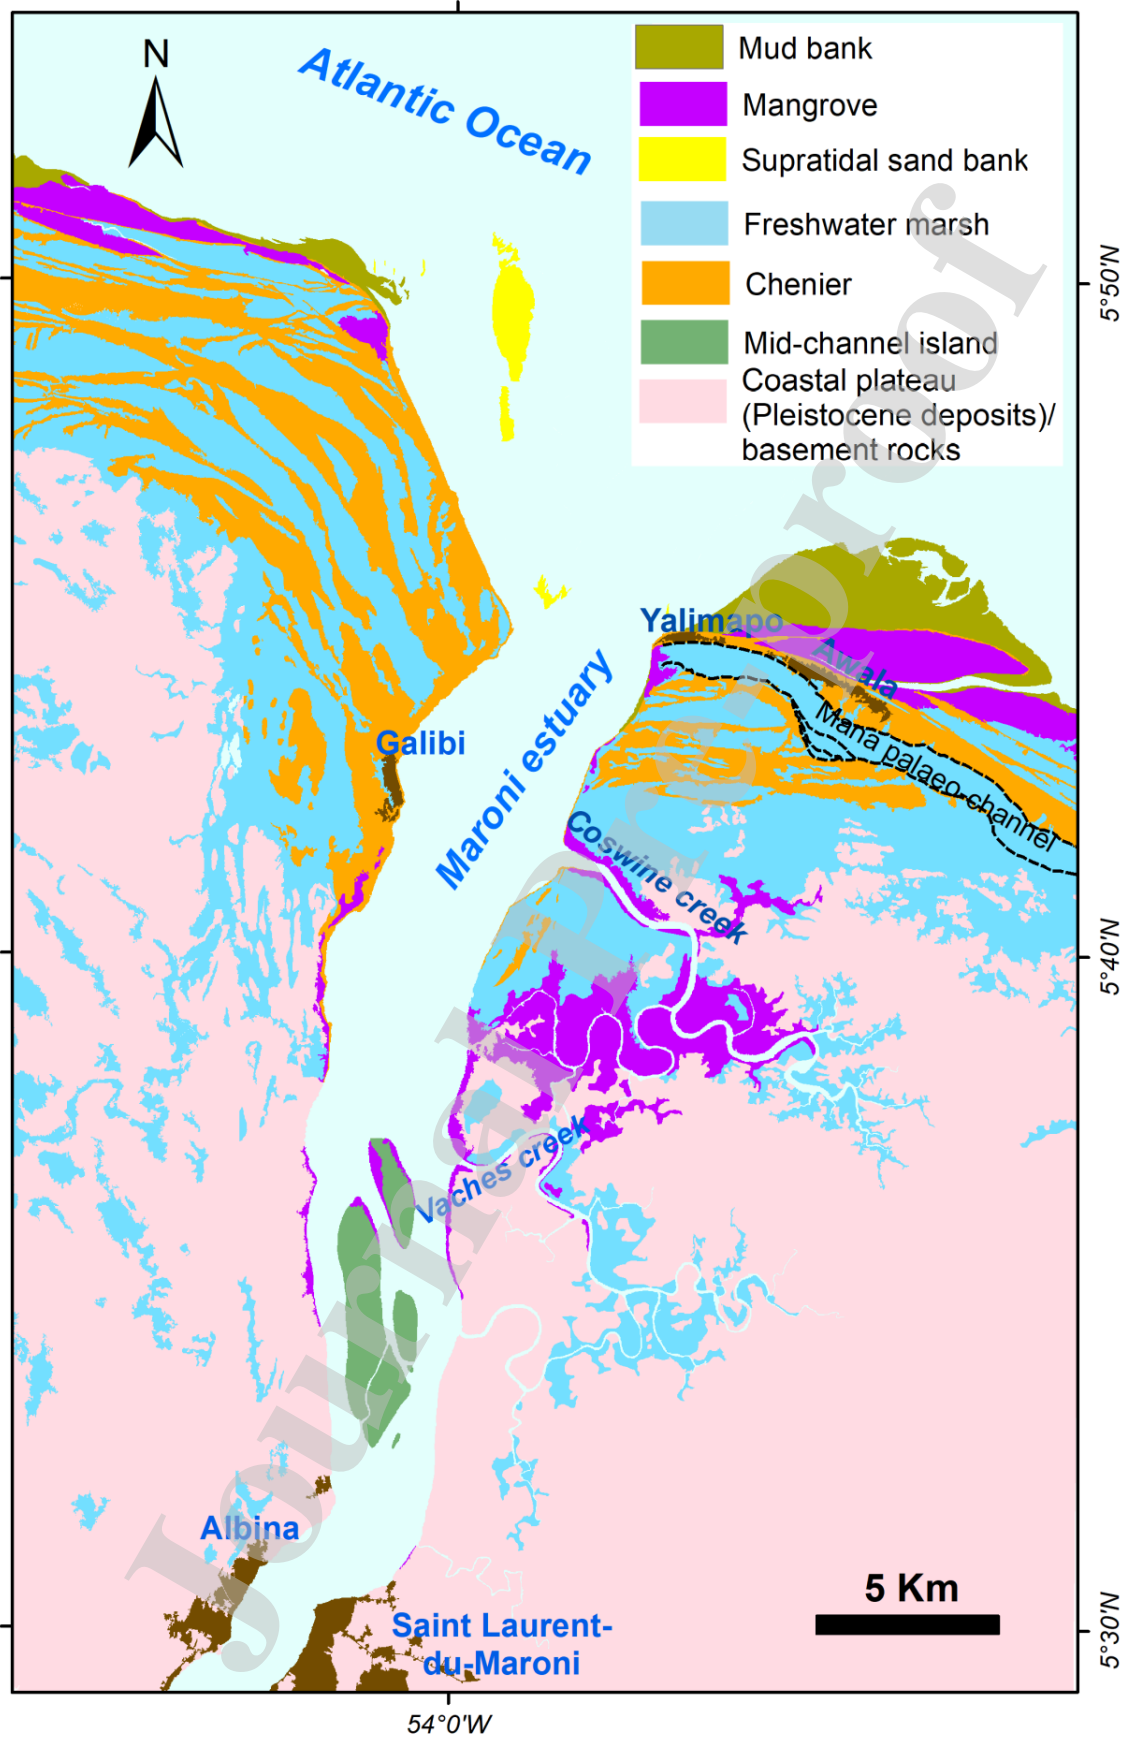 N
Atlantic Ocean
Mud bank
Mangrove
Supratidal sand bank
Freshwater marsh
Chenier
Mid-channel island
Coastal plateau
(Pleistocene deposits)/
basement rocks
5°50'N
Yalimapo
Awala
Mana palaeo-channel
Galibi
Maroni estuary
Coswine creek
5°40'N
Vaches creek
Albina
Saint Laurent-
du-Maroni
5 Km
5°30'N
54°0'W
Journal Pre-proof